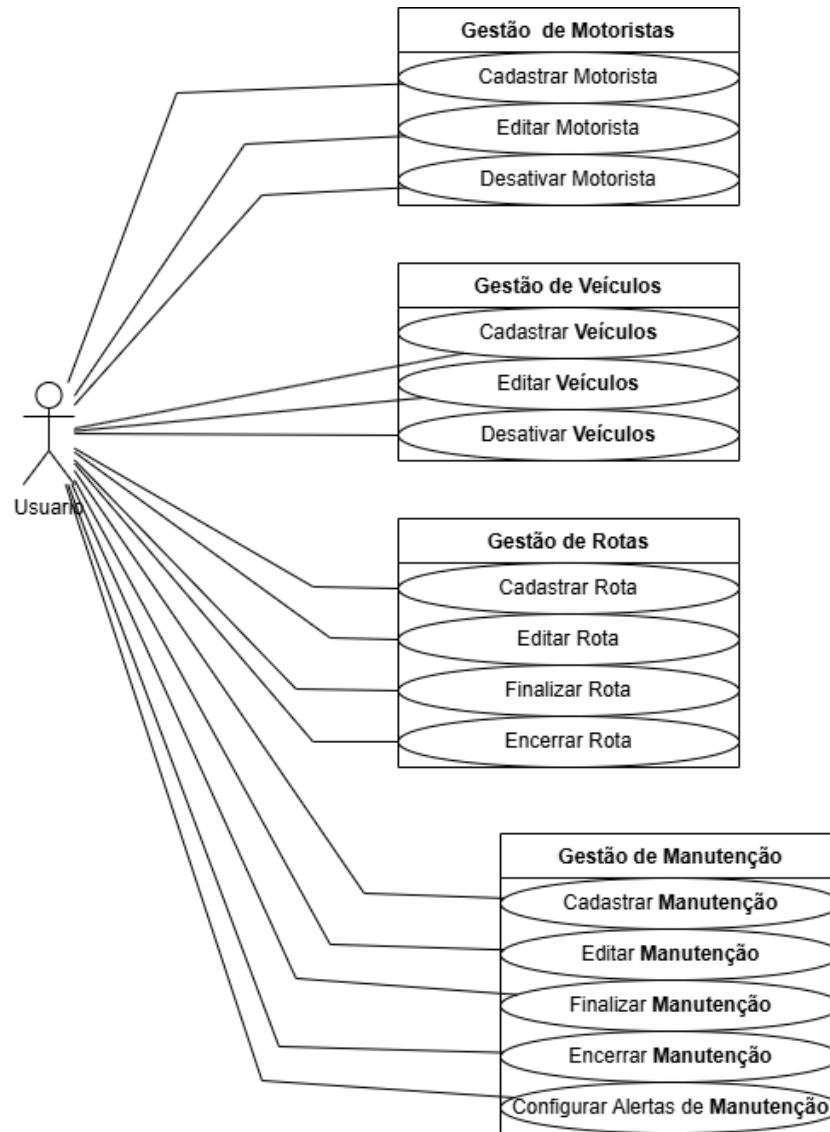 Gestão de Motoristas
Cadastrar Motorista
Editar Motorista
Desativar Motorista
Gestão de Veículos
Cadastrar Veículos
Editar Veículos
Desativar Veículos
Usuario
Gestão de Rotas
Cadastrar Rota
Editar Rota
Finalizar Rota
Encerrar Rota
Gestão de Manutenção
Cadastrar Manutenção
Editar Manutenção
Finalizar Manutenção
Encerrar Manutenção
Configurar Alertas de Manutenção